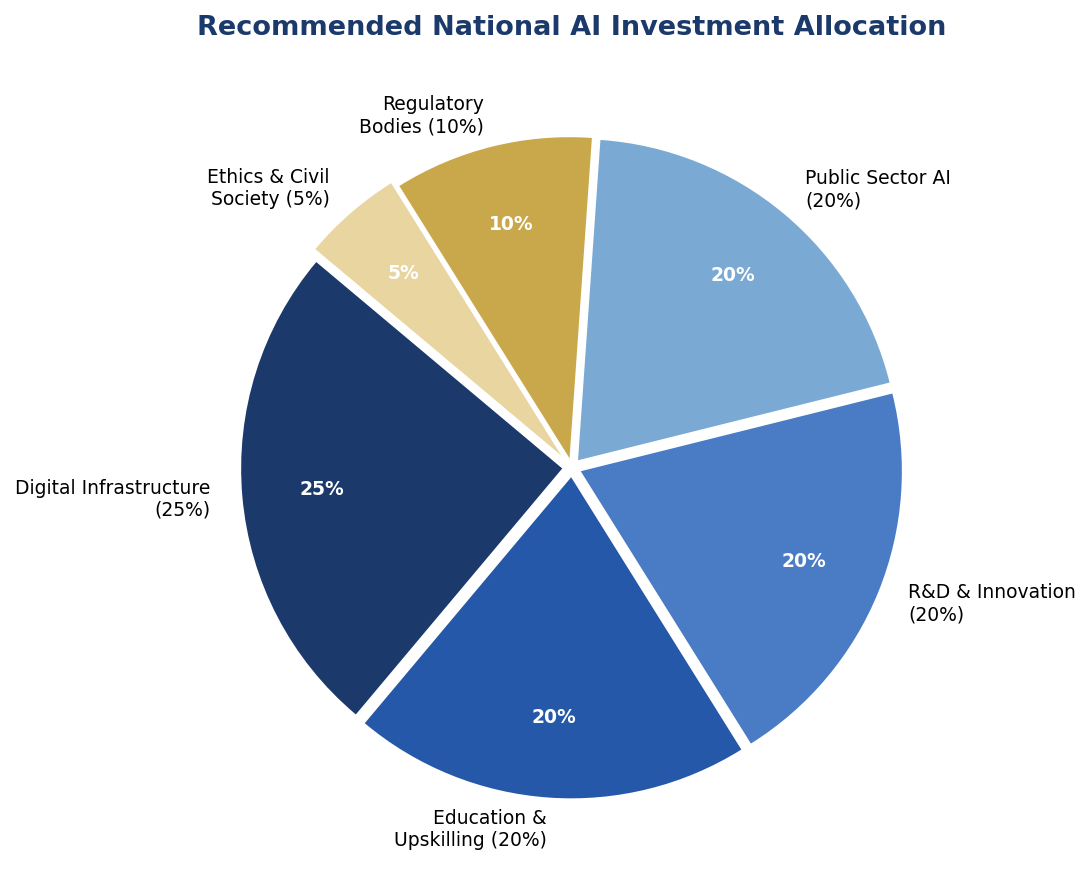 Recommended National AI Investment Allocation
Regulatory
Bodies (10%)
Ethics & Civil
Society (5%)
Public Sector AI
(20%)
10%
5%
20%
Digital Infrastructure
(25%)
25%
20%
R&D & Innovation
(20%)
20%
Education &
Upskilling (20%)